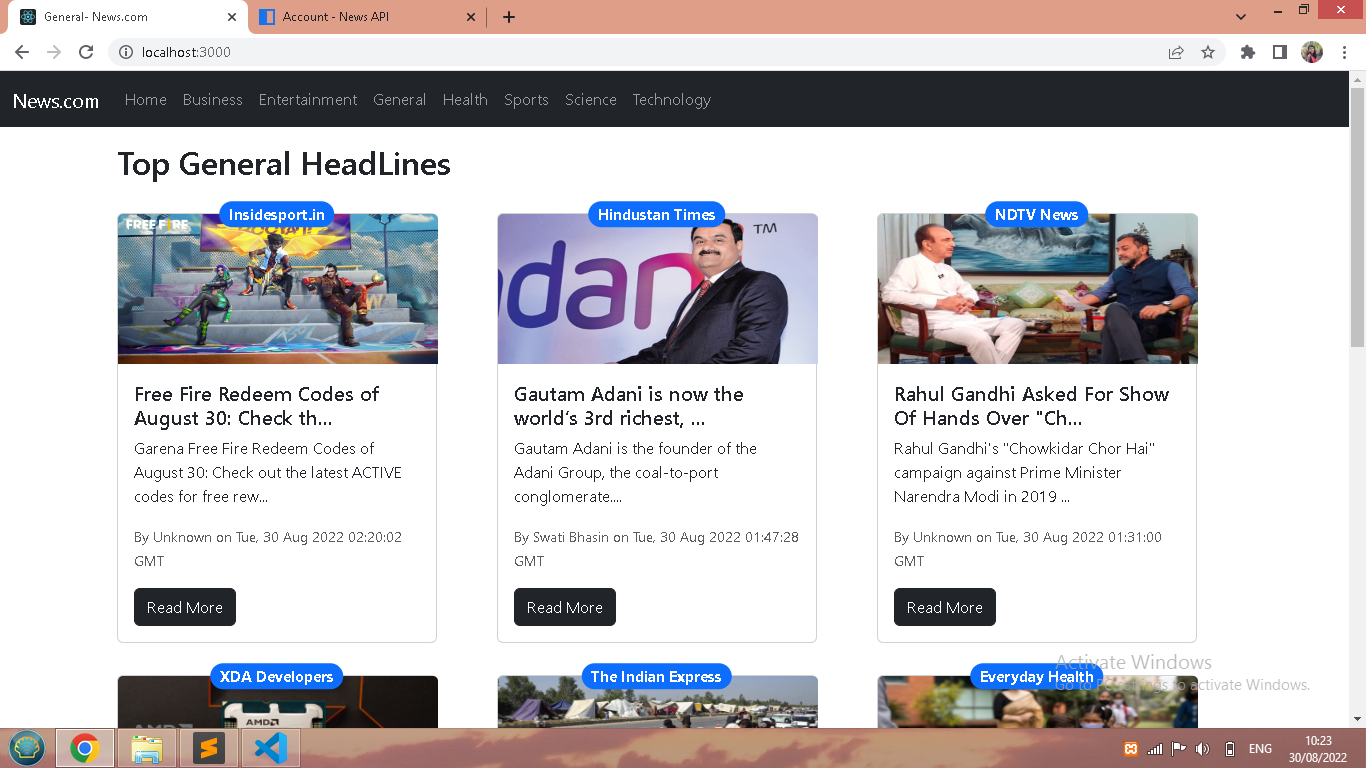 General- News.com
Account - News API
localhost:3000
News.com Home Business Entertainment General Health Sports Science Technology
Top General HeadLines
Insidesport.in
FREE FIRE
Free Fire Redeem Codes of
August 30: Check th...
Garena Free Fire Redeem Codes of
August 30: Check out the latest ACTIVE
codes for free rew...
By Unknown on Tue, 30 Aug 2022 02:20:02
GMT
Read More
Hindustan Times
TM
adani
Gautam Adani is now the
world's 3rd richest, ...
Gautam Adani is the founder of the
Adani Group, the coal-to-port
conglomerate....
By Swati Bhasin on Tue, 30 Aug 2022 01:47:28
GMT
Read More
NDTV News
Rahul Gandhi Asked For Show
Of Hands Over "Ch...
Rahul Gandhi's "Chowkidar Chor Hai"
campaign against Prime Minister
Narendra Modi in 2019 ...
By Unknown on Tue, 30 Aug 2022 01:31:00
GMT
Read More
XDA Developers
AMD
The Indian Express
Everyday Health
Activate Windows
Go to PC settings to activate Windows.
ENG
10:23
30/08/2022